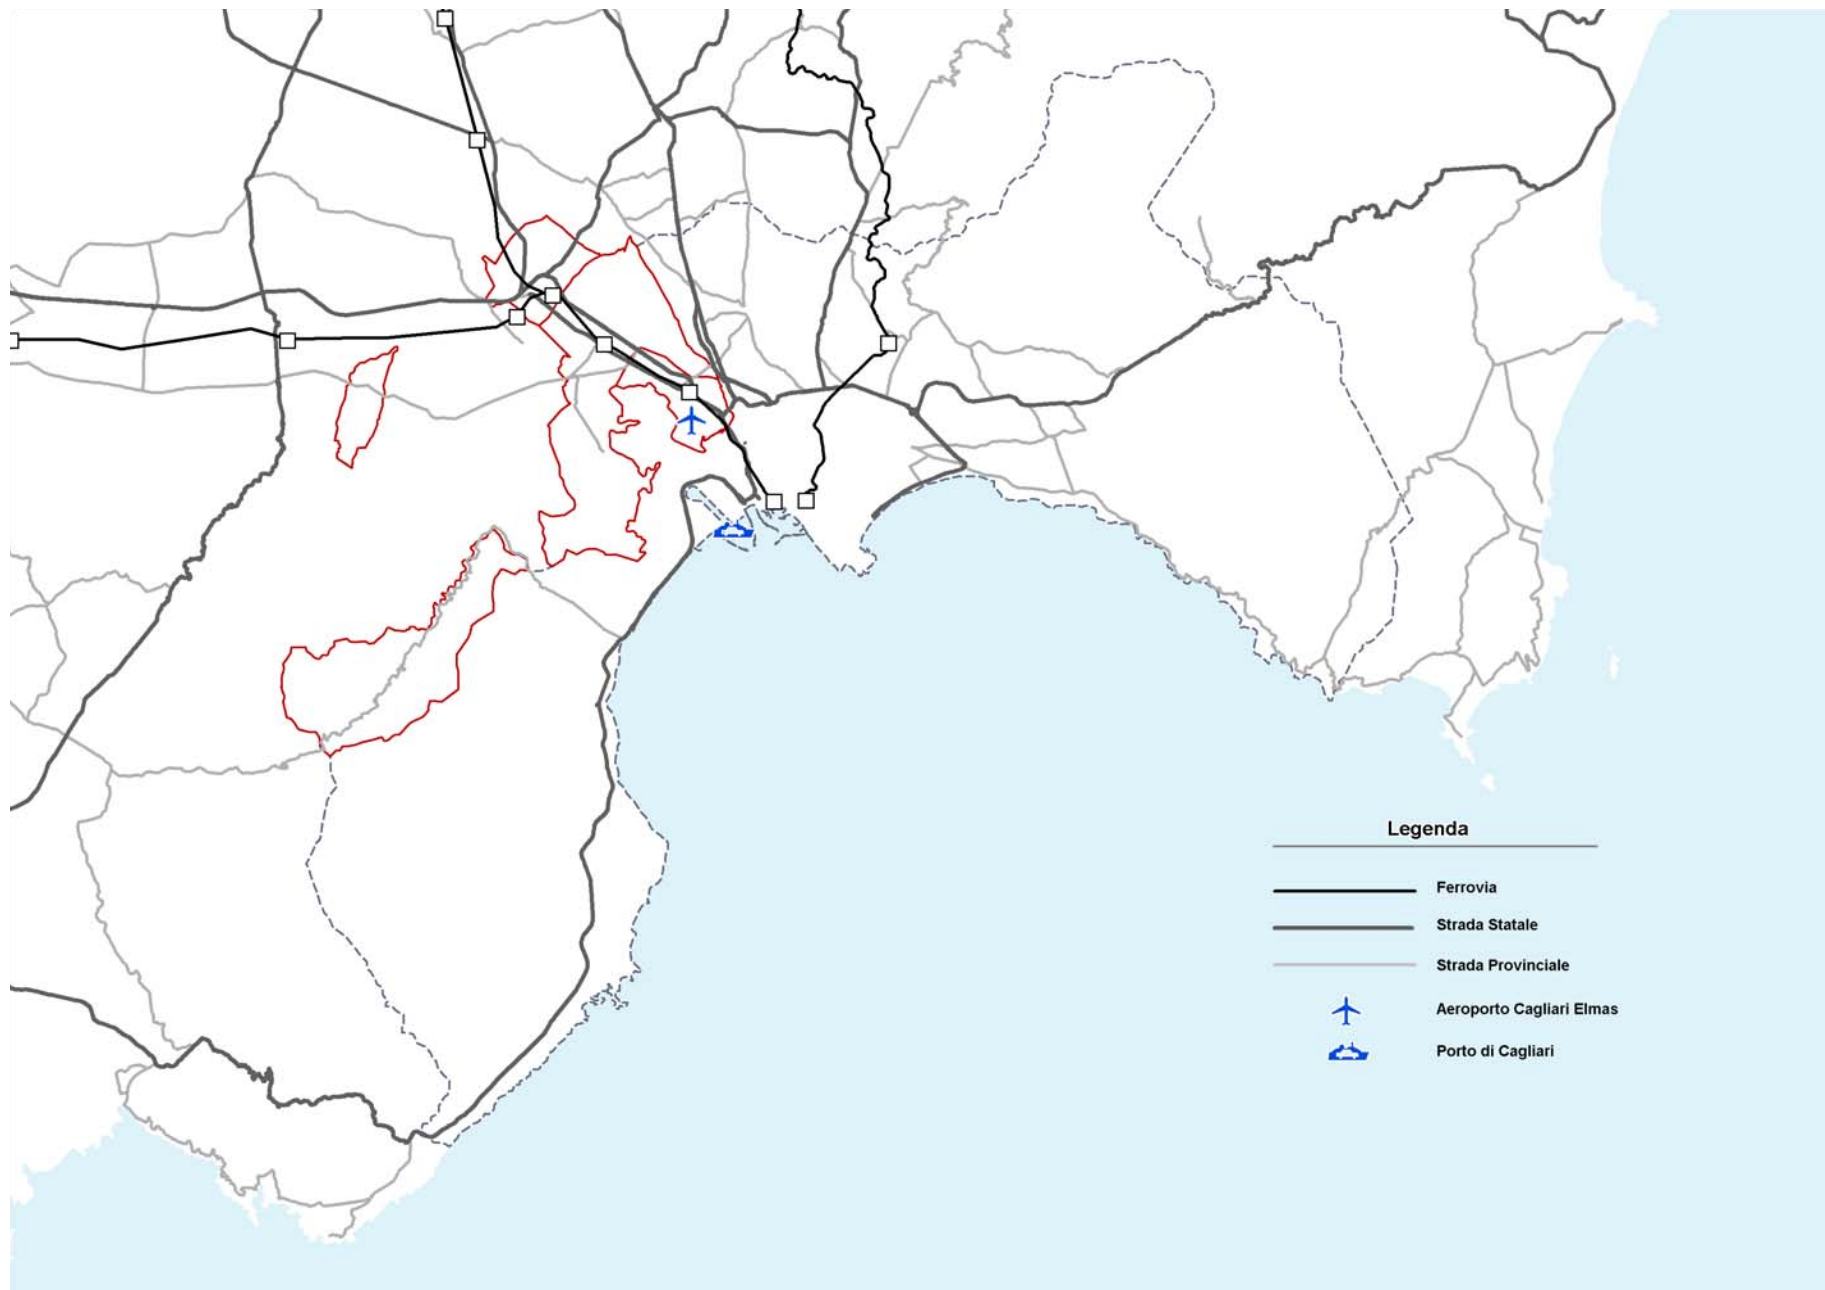 Legenda
Ferrovia
Strada Statale
Strada Provinciale
Aeroporto Cagliari Elmas
Porto di Cagliari